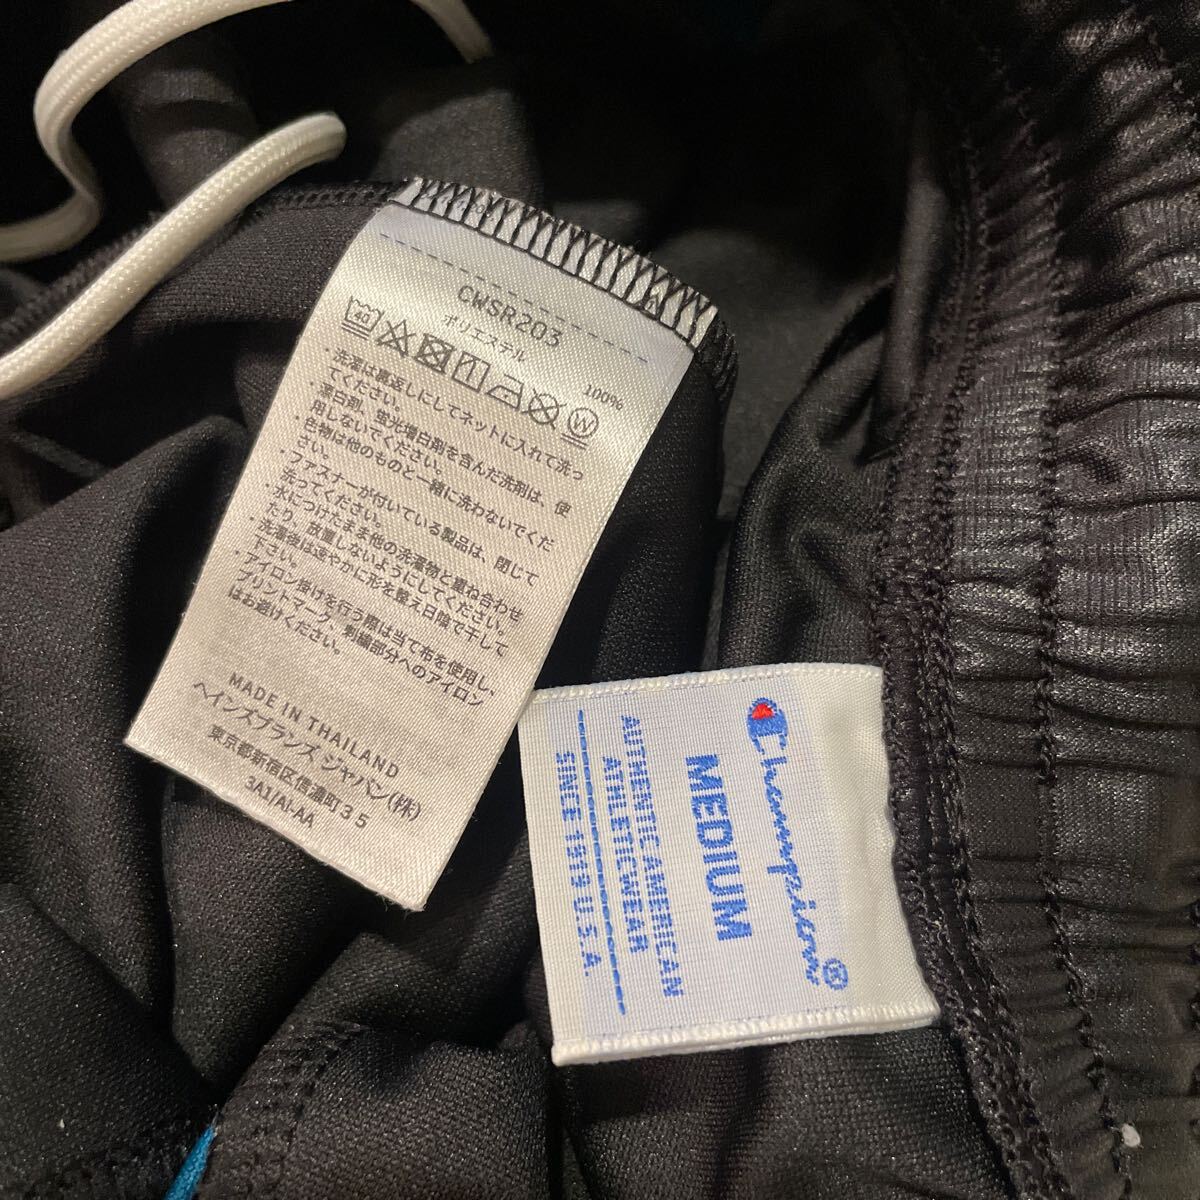 CWSR203
ポリエステル 100%
40
W
・洗濯は裏返しにしてネットに入れて洗っ
てください。
・漂白剤、蛍光増白剤を含んだ洗剤は、使
用しないでください。
・色物は他のものと一緒に洗わないでくだ
さい。
・ファスナーが付いている製品は、閉じて
洗ってください。
・水につけたまま他の洗濯物と重ね合わせ
たり、放置しないようにしてください。
・洗濯後は速やかに形を整え日陰で干して
下さい。
・アイロン掛けを行う際は当て布を使用し、
プリントマーク、刺繍部分へのアイロン
はお避けください。
MADE IN THAILAND
ヘインズブランズ ジャパン(株)
東京都新宿区信濃町35
3A1/AI-AA
Champion®
MEDIUM
AUTHENTIC AMERICAN
ATHLETIC WEAR
SINCE 1919 U.S.A.